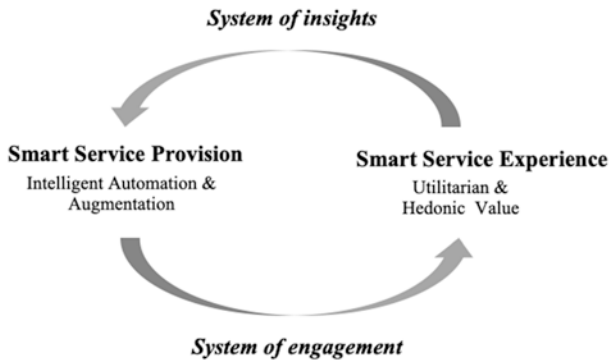 System of insights
Smart Service Provision
Intelligent Automation &
Augmentation
Smart Service Experience
Utilitarian &
Hedonic Value
System of engagement